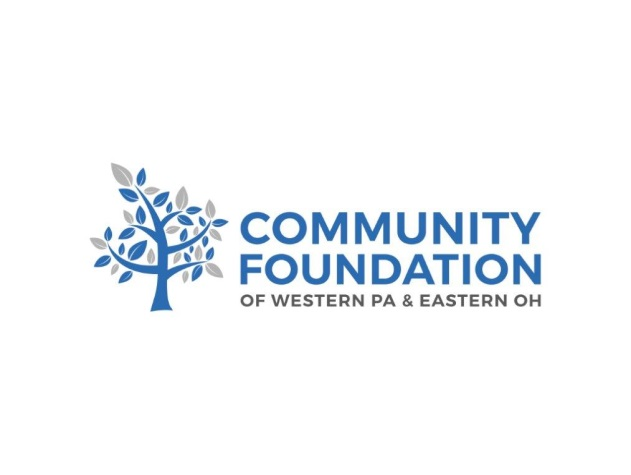 COMMUNITY
FOUNDATION
OF WESTERN PA & EASTERN OH